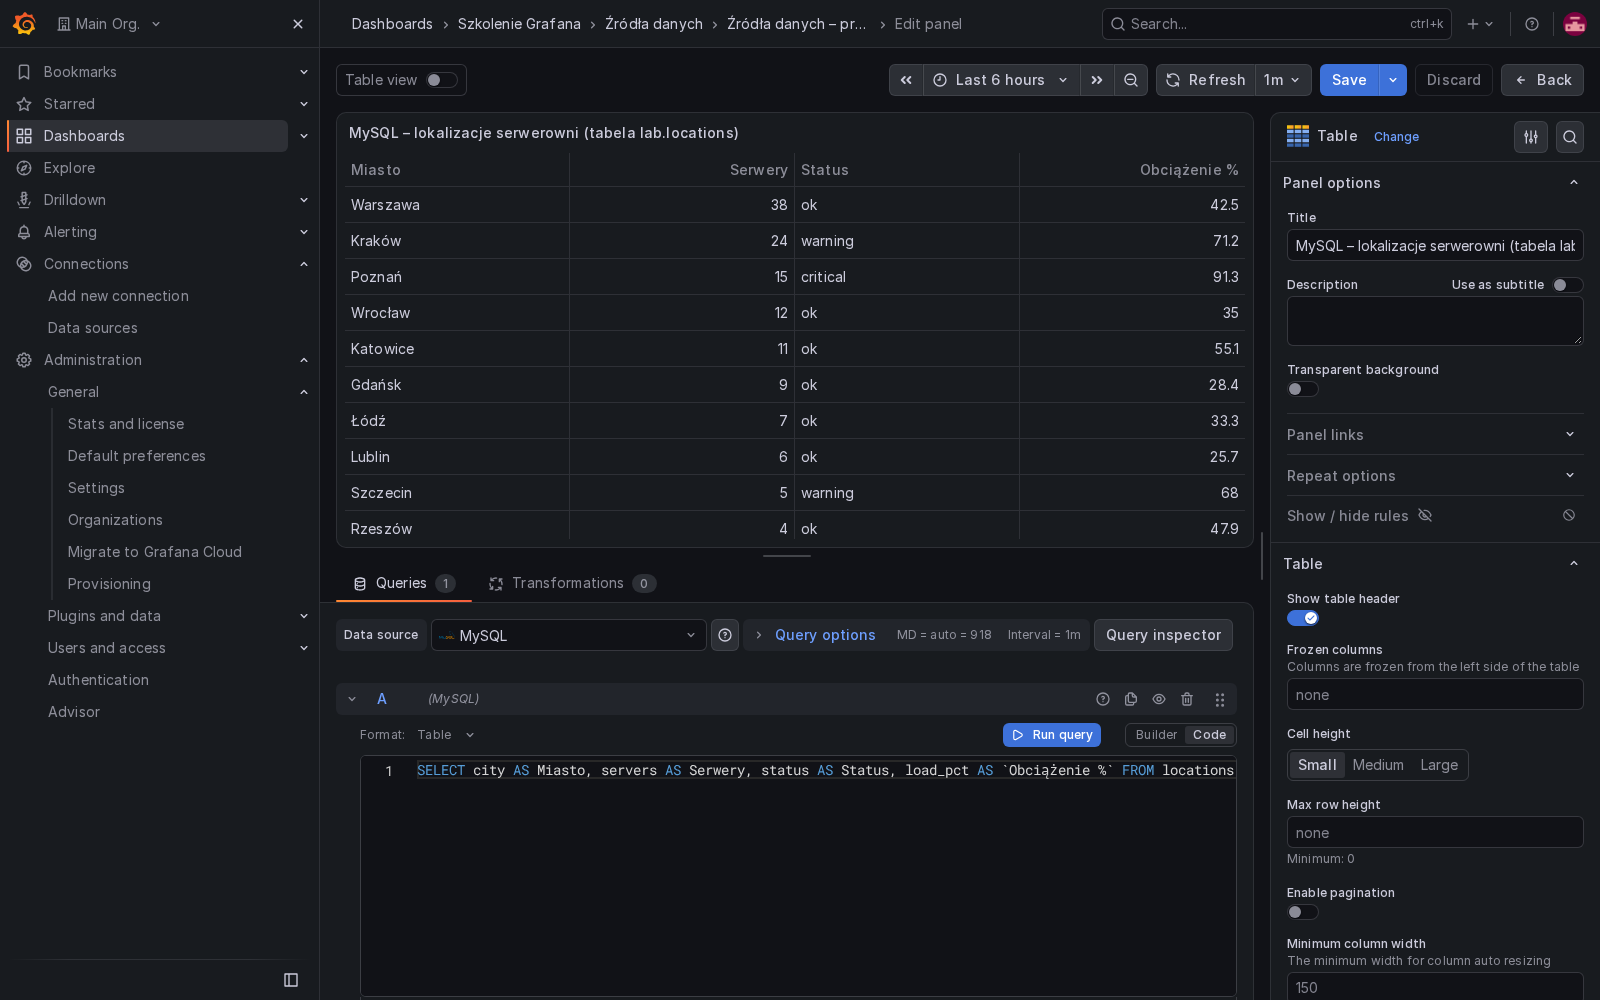 Main Org.
Dashboards › Szkolenie Grafana › Źródła danych › Źródła danych – pr... › Edit panel
Search...
ctrl+k
Bookmarks
Starred
Dashboards
Explore
Drilldown
Alerting
Connections
Add new connection
Data sources
Administration
General
Stats and license
Default preferences
Settings
Organizations
Migrate to Grafana Cloud
Provisioning
Plugins and data
Users and access
Authentication
Advisor
Table view
Last 6 hours
Refresh
1m
Save
Discard
Back
MySQL – lokalizacje serwerowni (tabela lab.locations)
Miasto Serwery Status Obciążenie %
Warszawa 38 ok 42.5
Kraków 24 warning 71.2
Poznań 15 critical 91.3
Wrocław 12 ok 35
Katowice 11 ok 55.1
Gdańsk 9 ok 28.4
Łódź 7 ok 33.3
Lublin 6 ok 25.7
Szczecin 5 warning 68
Rzeszów 4 ok 47.9
Queries 1
Transformations 0
Data source
MySQL
Query options
MD = auto = 918
Interval = 1m
Query inspector
A
(MySQL)
Format: Table
Run query
Builder
Code
1 SELECT city AS Miasto, servers AS Serwery, status AS Status, load_pct AS `Obciążenie %` FROM locations
Table
Change
Panel options
Title
MySQL – lokalizacje serwerowni (tabela lab
Description
Use as subtitle
Transparent background
Panel links
Repeat options
Show / hide rules
Table
Show table header
Frozen columns
Columns are frozen from the left side of the table
none
Cell height
Small Medium Large
Max row height
none
Minimum: 0
Enable pagination
Minimum column width
The minimum width for column auto resizing
150